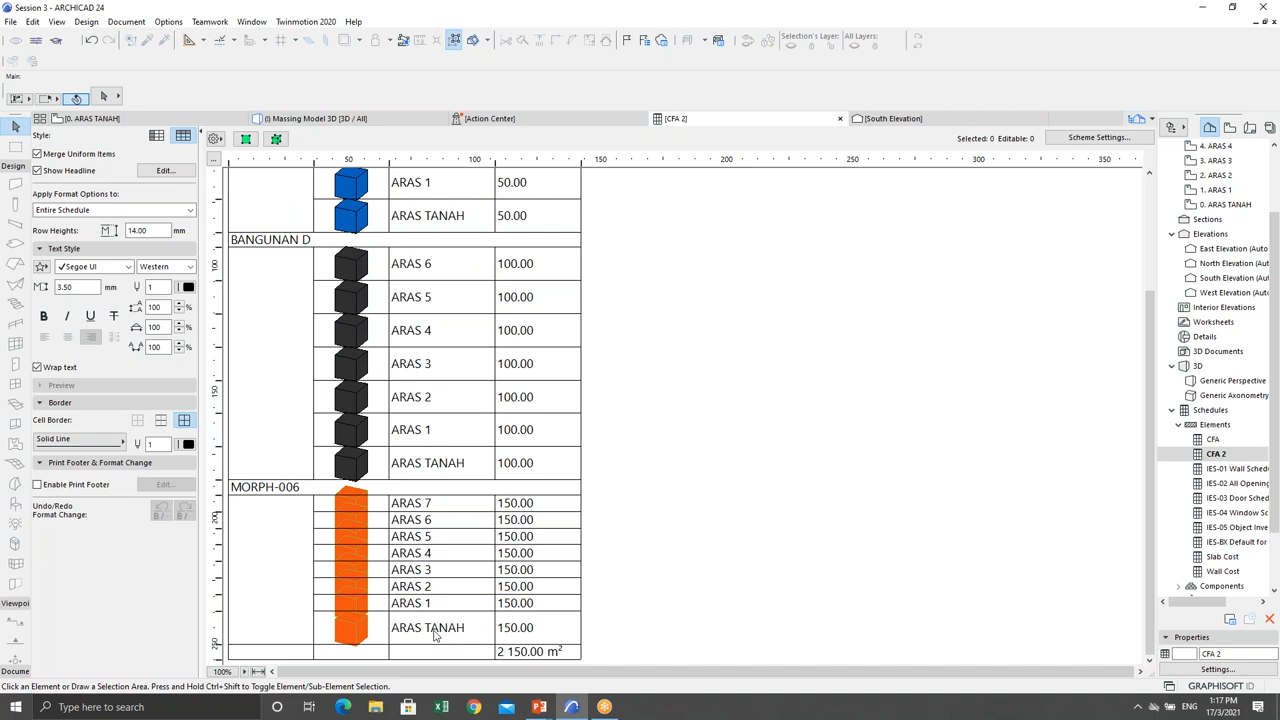 Session 3 - ARCHICAD 24
File Edit View Design Document Options Teamwork Window Twinmotion 2020 Help
Selection's Layer: All Layers:
Main:
[0. ARAS TANAH] (!) Massing Model 3D [3D / All] [Action Center] [CFA 2] [South Elevation]
Style:
Merge Uniform Items
Show Headline Edit...
Apply Format Options to:
Entire Schedule
Row Heights: 14.00 mm
Text Style
Segoe UI Western
3.50 mm 1
B I U T 100 %
100 %
100 %
Wrap text
Preview
Border
Cell Border:
Solid Line 1
Print Footer & Format Change
Enable Print Footer Edit...
Undo/Redo
Format Change:
Design
Viewpoi
Docume
Selected: 0 Editable: 0 Scheme Settings...
50 100 150 200 250 300 350
100
150
200
250
ARAS 1 50.00
ARAS TANAH 50.00
BANGUNAN D
ARAS 6 100.00
ARAS 5 100.00
ARAS 4 100.00
ARAS 3 100.00
ARAS 2 100.00
ARAS 1 100.00
ARAS TANAH 100.00
MORPH-006
ARAS 7 150.00
ARAS 6 150.00
ARAS 5 150.00
ARAS 4 150.00
ARAS 3 150.00
ARAS 2 150.00
ARAS 1 150.00
ARAS TANAH 150.00
2 150.00 m²
4. ARAS 4
3. ARAS 3
2. ARAS 2
1. ARAS 1
0. ARAS TANAH
Sections
Elevations
East Elevation (Auto
North Elevation (Auto
South Elevation (Auto
West Elevation (Auto
Interior Elevations
Worksheets
Details
3D Documents
3D
Generic Perspective
Generic Axonometry
Schedules
Elements
CFA
CFA 2
IES-01 Wall Sched
IES-02 All Opening
IES-03 Door Sched
IES-04 Window Sc
IES-05 Object Inve
IES-BX Default for
Slab Cost
Wall Cost
Components
Properties
CFA 2
Settings...
100%
Click an Element or Draw a Selection Area. Press and Hold Ctrl+Shift to Toggle Element/Sub-Element Selection.
GRAPHISOFT ID
Type here to search
ENG
1:17 PM
17/3/2021